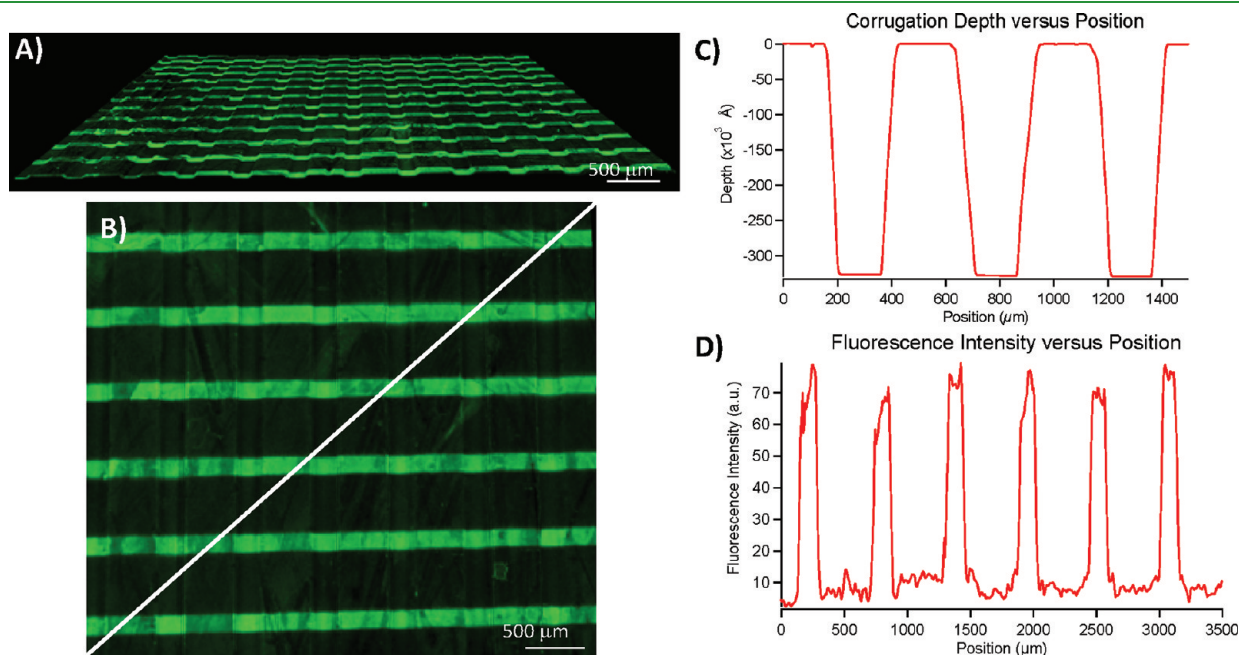 A)
500 µm
B)
500 µm
C)
Corrugation Depth versus Position
Depth (x10³ Å)
0
-50
-100
-150
-200
-250
-300
0 200 400 600 800 1000 1200 1400
Position (µm)
D)
Fluorescence Intensity versus Position
Fluorescence Intensity (a.u.)
70
60
50
40
30
20
10
0 500 1000 1500 2000 2500 3000 3500
Position (µm)